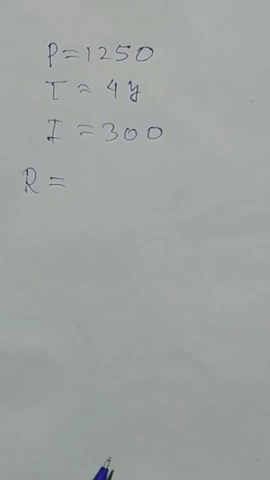 P=1250
T = 4y
I = 300
R =